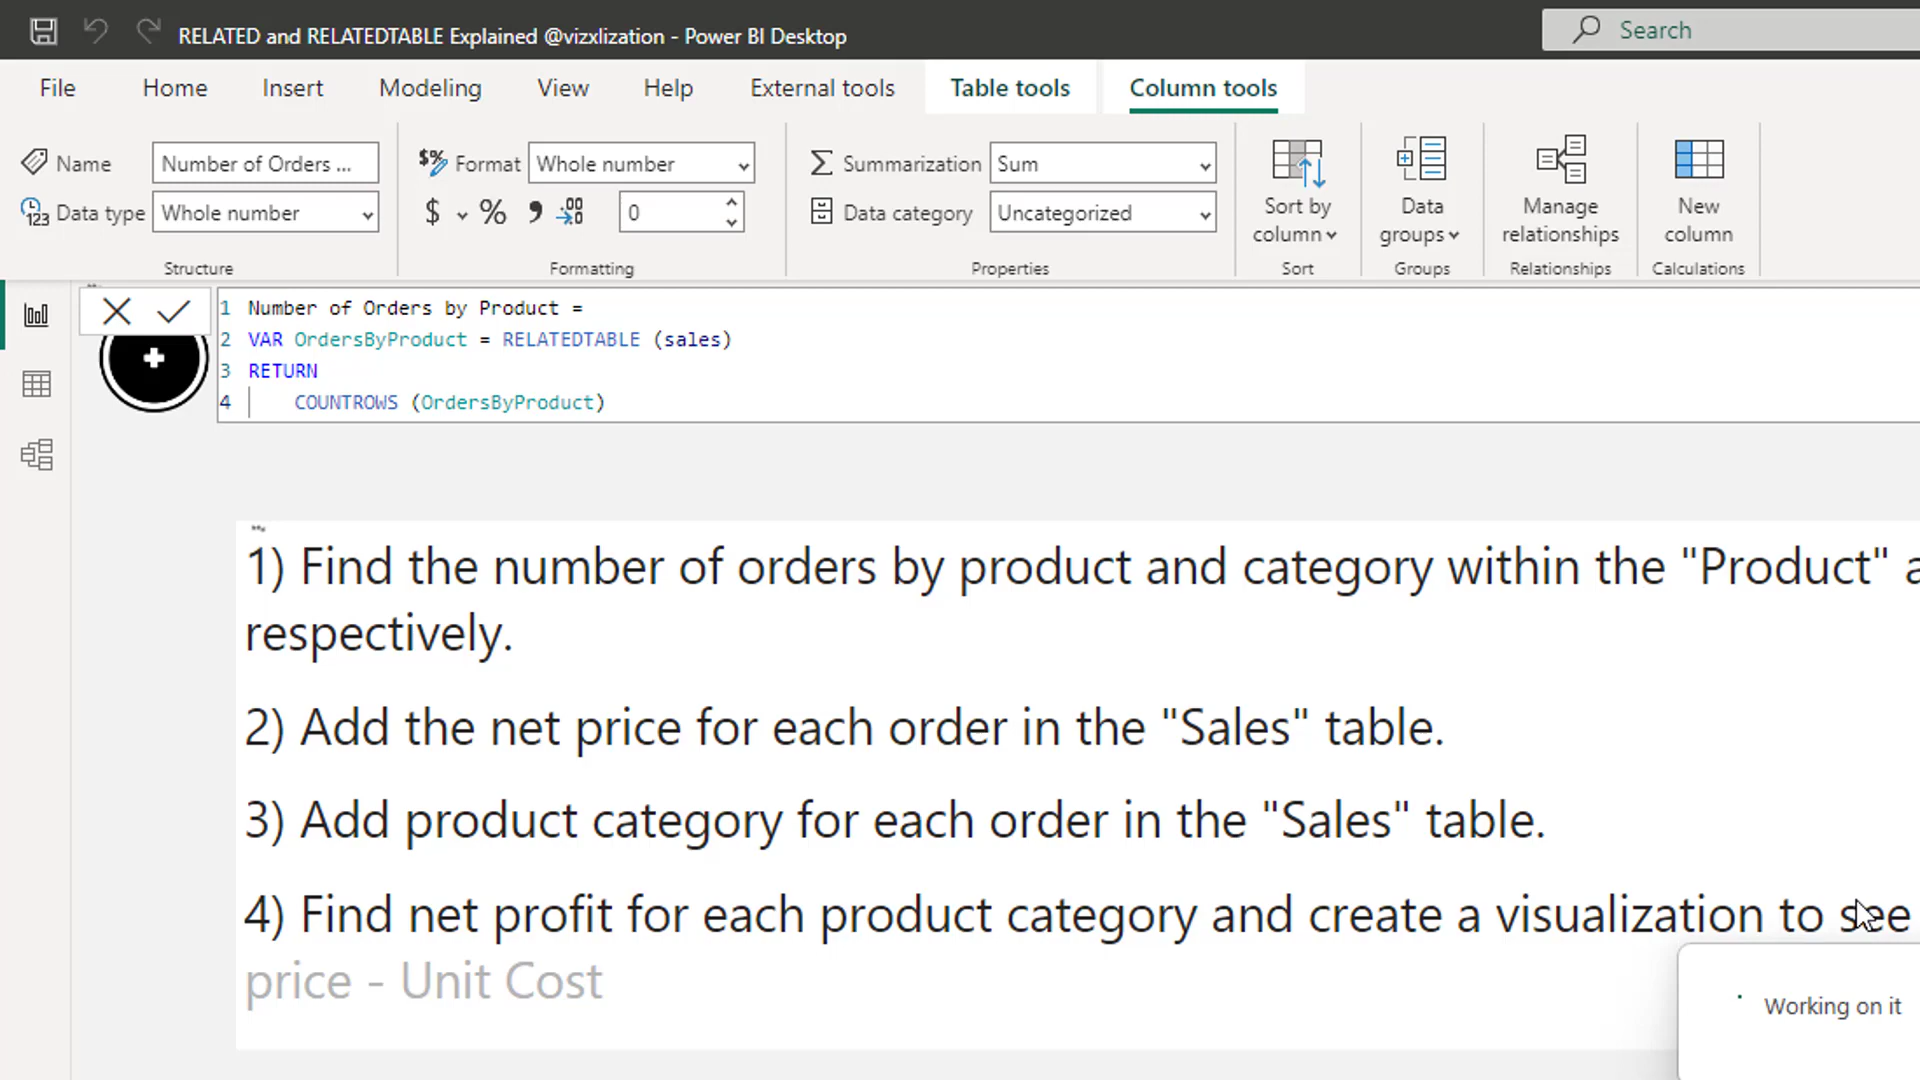 RELATED and RELATEDTABLE Explained @vizxlization - Power BI Desktop
Search
File Home Insert Modeling View Help External tools Table tools Column tools
Name Number of Orders ... $% Format Whole number Summarization Sum
Data type Whole number $ % 0 Data category Uncategorized
Sort by column
Data groups
Manage relationships
New column
Structure Formatting Properties Sort Groups Relationships Calculations
1 Number of Orders by Product =
2 VAR OrdersByProduct = RELATEDTABLE (sales)
3 RETURN
4 COUNTROWS (OrdersByProduct)
1) Find the number of orders by product and category within the "Product" a
respectively.
2) Add the net price for each order in the "Sales" table.
3) Add product category for each order in the "Sales" table.
4) Find net profit for each product category and create a visualization to see
price - Unit Cost
Working on it